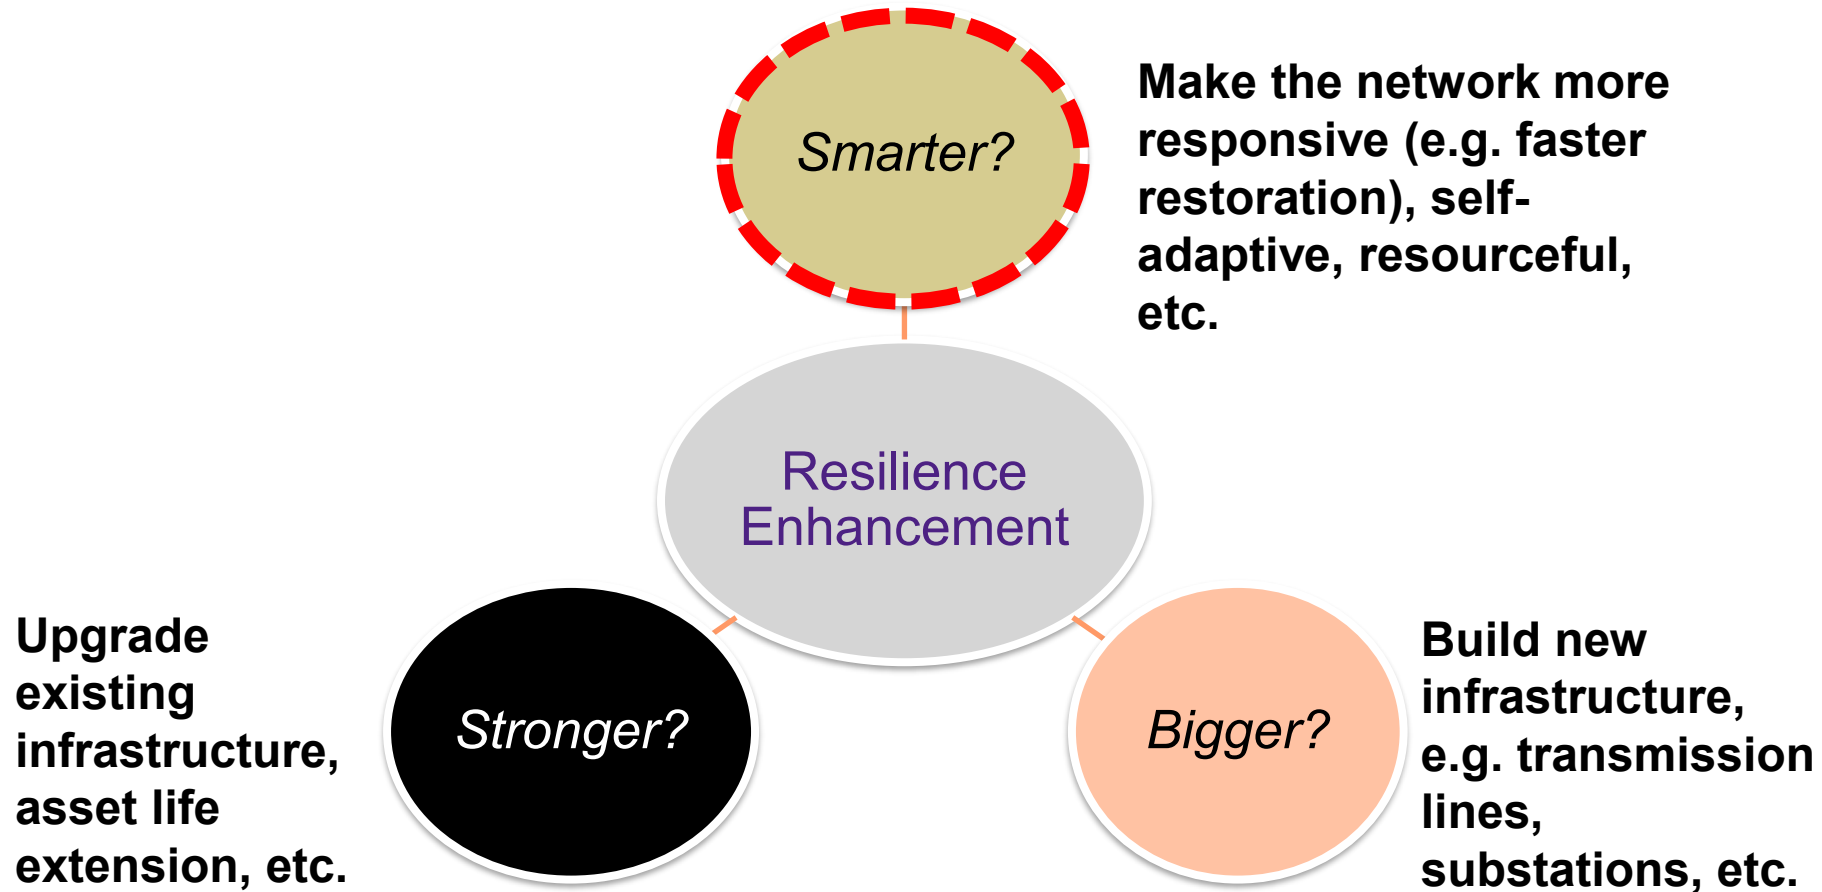 Smarter?
Make the network more
responsive (e.g. faster
restoration), self-
adaptive, resourceful,
etc.
Resilience
Enhancement
Upgrade
existing
infrastructure,
asset life
extension, etc.
Stronger?
Bigger?
Build new
infrastructure,
e.g. transmission
lines,
substations, etc.